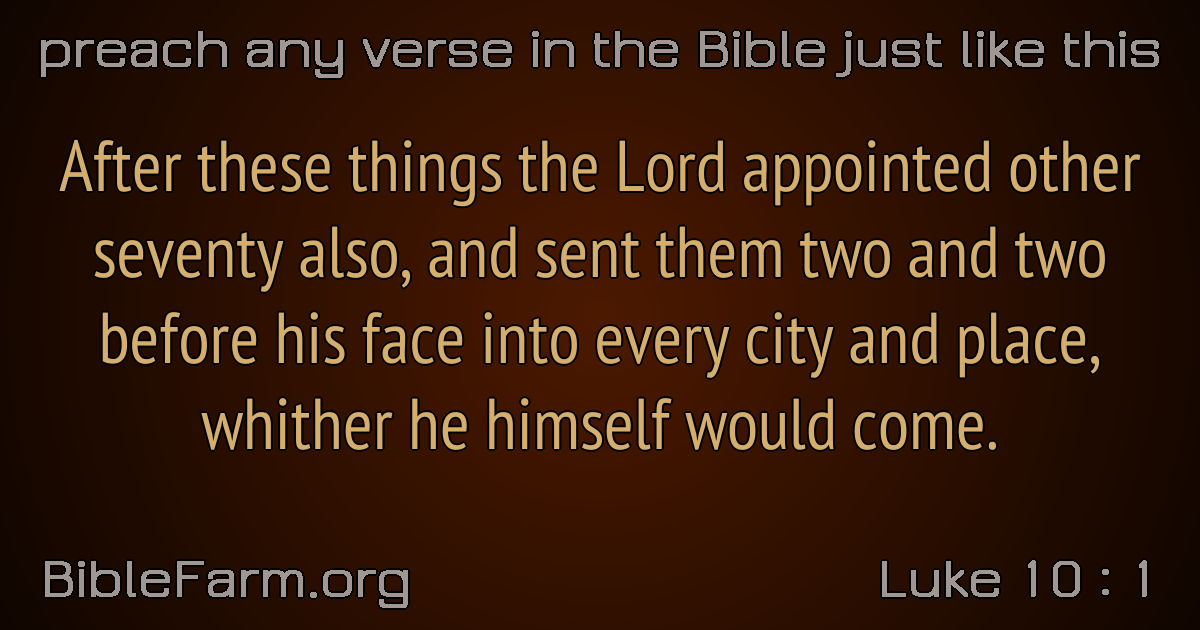 preach any verse in the Bible just like this
After these things the Lord appointed other
seventy also, and sent them two and two
before his face into every city and place,
whither he himself would come.
BibleFarm.org
Luke 10 : 1